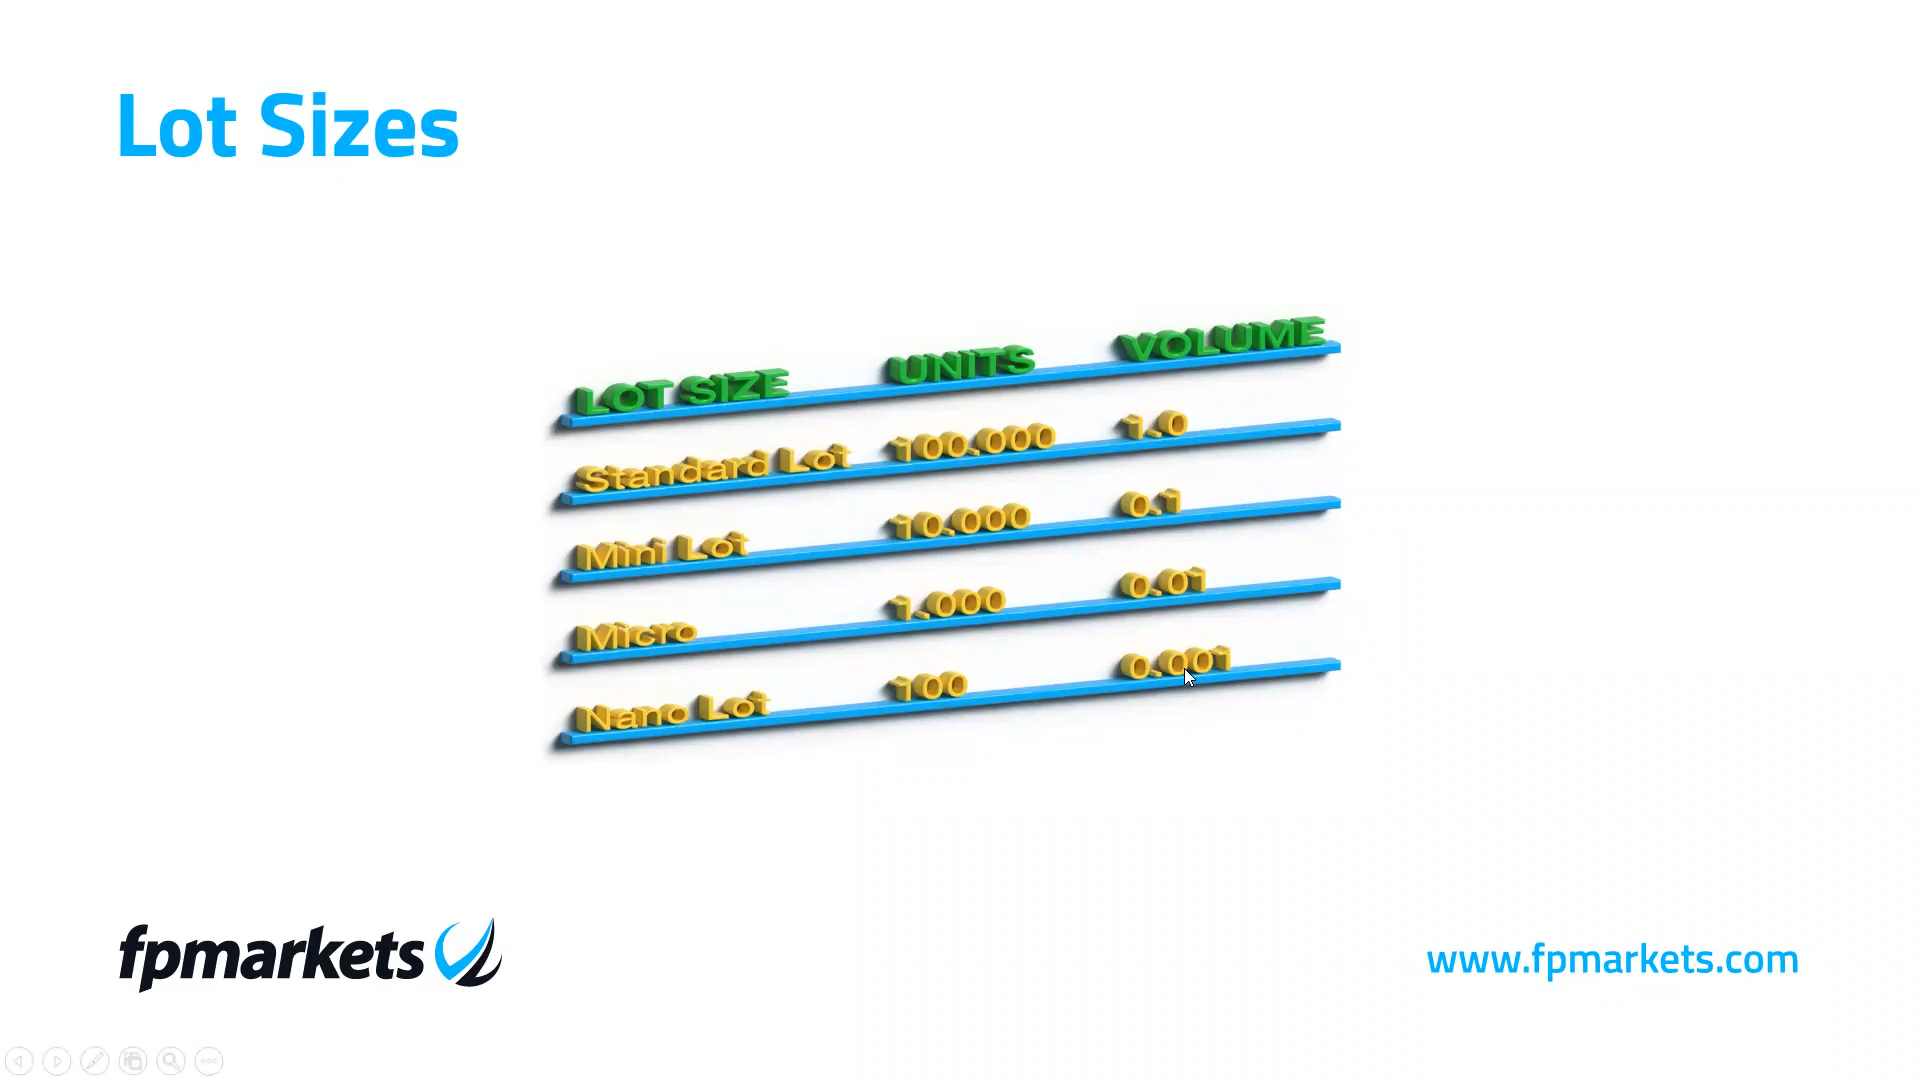 Lot Sizes
LOT SIZE UNITS VOLUME
Standard Lot 100.000 1.0
Mini Lot 10.000 0.1
Micro 1.000 0.01
Nano Lot 100 0.001
fpmarkets
www.fpmarkets.com